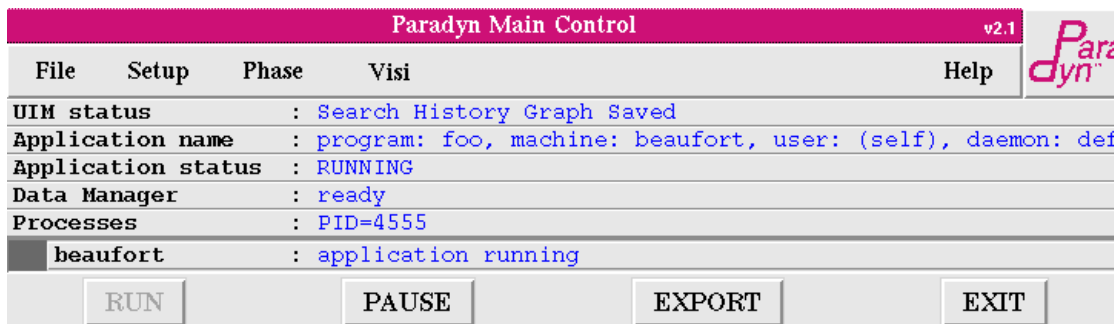 Paradyn Main Control v2.1
Para
dyn™
File Setup Phase Visi Help
UIM status : Search History Graph Saved
Application name : program: foo, machine: beaufort, user: (self), daemon: def
Application status : RUNNING
Data Manager : ready
Processes : PID=4555
beaufort : application running
RUN PAUSE EXPORT EXIT